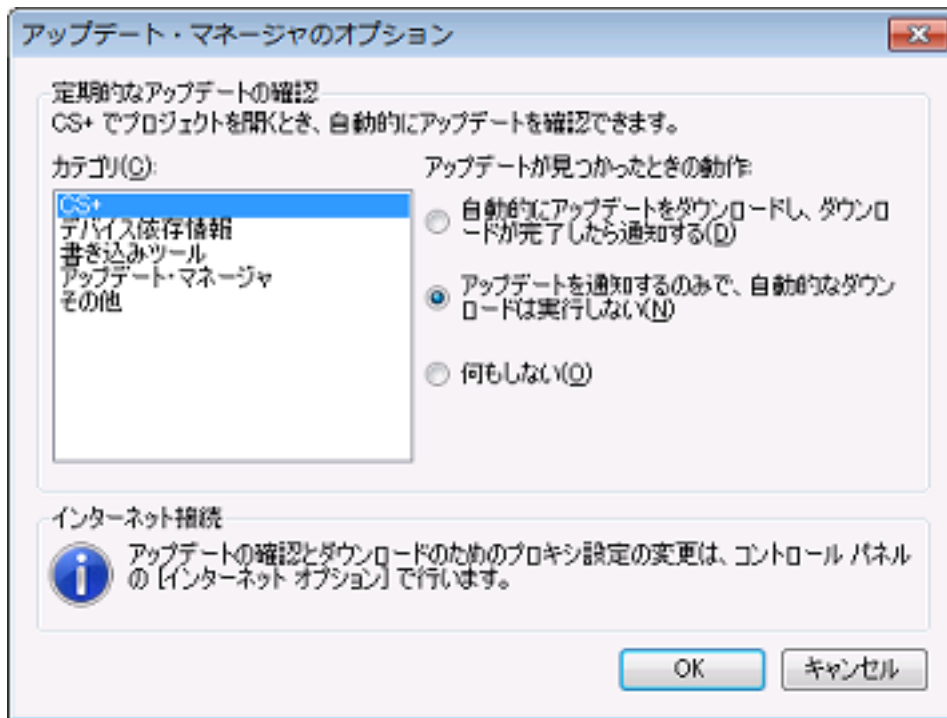 アップデート・マネージャのオプション
定期的なアップデートの確認
CS+ でプロジェクトを開くとき、自動的にアップデートを確認できます。
カテゴリ(C):
CS+
デバイス依存情報
書き込みツール
アップデート・マネージャ
その他
アップデートが見つかったときの動作:
自動的にアップデートをダウンロードし、ダウンロ
ードが完了したら通知する(D)
アップデートを通知するのみで、自動的なダウン
ロードは実行しない(N)
何もしない(O)
インターネット接続
アップデートの確認とダウンロードのためのプロキシ設定の変更は、コントロール パネル
の [インターネット オプション] で行います。
OK
キャンセル